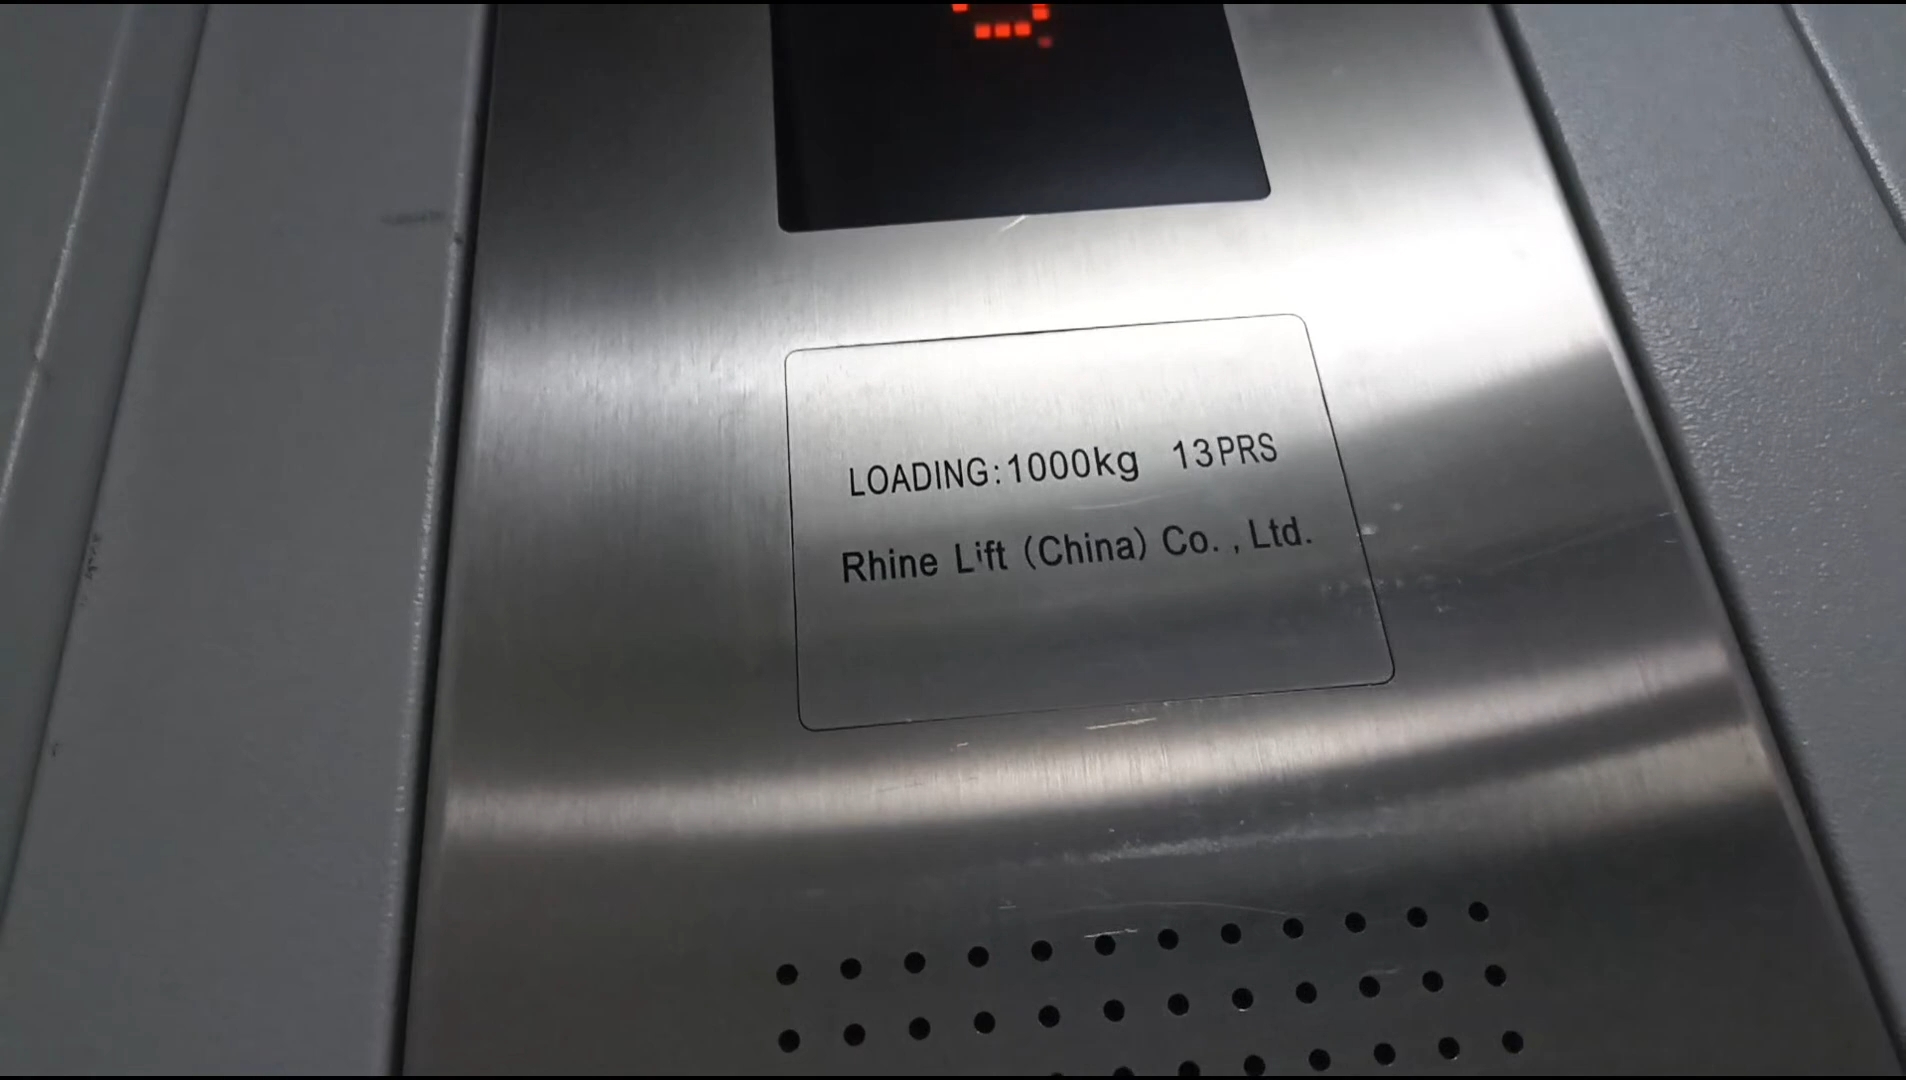 LOADING:1000kg 13PRS
Rhine Lift (China) Co. , Ltd.